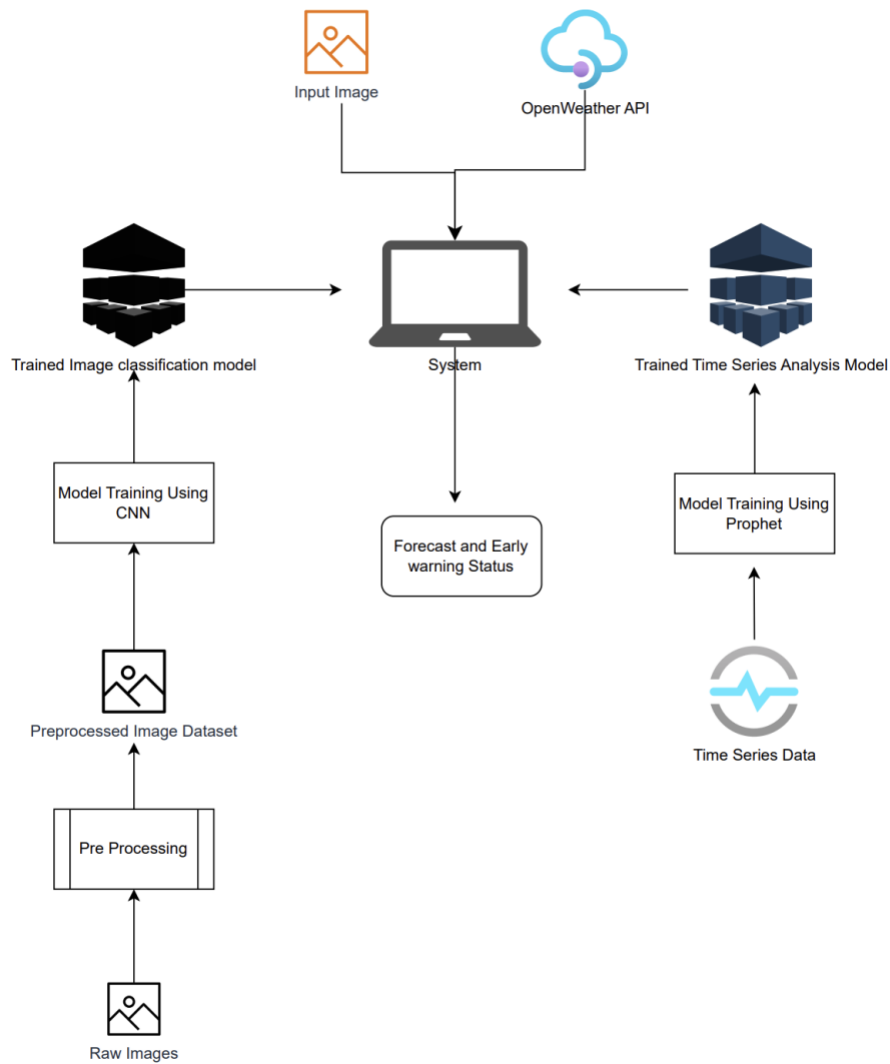 Input Image
OpenWeather API
Trained Image classification model
System
Trained Time Series Analysis Model
Model Training Using
CNN
Model Training Using
Prophet
Forecast and Early
warning Status
Preprocessed Image Dataset
Time Series Data
Pre Processing
Raw Images